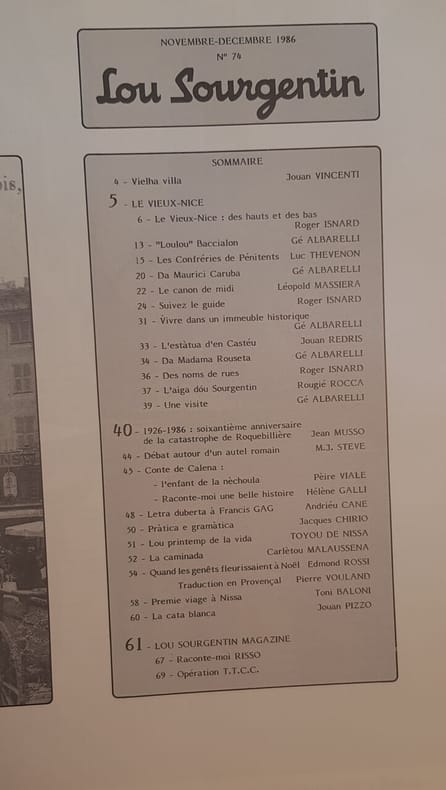 NOVEMBRE-DECEMBRE 1986
N° 74
Lou Sourgentin
SOMMAIRE
4 - Vielha villa Jouan VINCENTI
5 - LE VIEUX-NICE
6 - Le Vieux-Nice : des hauts et des bas
Roger ISNARD
13 - "Loulou" Baccialon Gé ALBARELLI
15 - Les Confréries de Pénitents Luc THEVENON
20 - Da Maurici Caruba Gé ALBARELLI
22 - Le canon de midi Léopold MASSIERA
24 - Suivez le guide Roger ISNARD
31 - Vivre dans un immeuble historique
Gé ALBARELLI
33 - L'estàtua d'en Castéu Jouan REDRIS
34 - Da Madama Rouseta Gé ALBARELLI
36 - Des noms de rues Roger ISNARD
37 - L'aiga dóu Sourgentin Rougié ROCCA
39 - Une visite Gé ALBARELLI
40 - 1926-1986 : soixantième anniversaire
de la catastrophe de Roquebillière Jean MUSSO
44 - Débat autour d'un autel romain M.J. STEVE
45 - Conte de Calena :
- l'enfant de la nèchoula Pèire VIALE
- Raconte-moi une belle histoire Hélène GALLI
48 - Letra duberta à Francis GAG Andriéu CANE
50 - Pràtica e gramàtica Jacques CHIRIO
51 - Lou printemp de la vida TOYOU DE NISSA
52 - La caminada Carlètou MALAUSSENA
54 - Quand les genêts fleurissaient à Noël Edmond ROSSI
Traduction en Provençal Pierre VOULAND
58 - Premie viage à Nissa Toni BALONI
60 - La cata blanca Jouan PIZZO
61 - LOU SOURGENTIN MAGAZINE
67 - Raconte-moi RISSO
69 - Opération T.T.C.C.